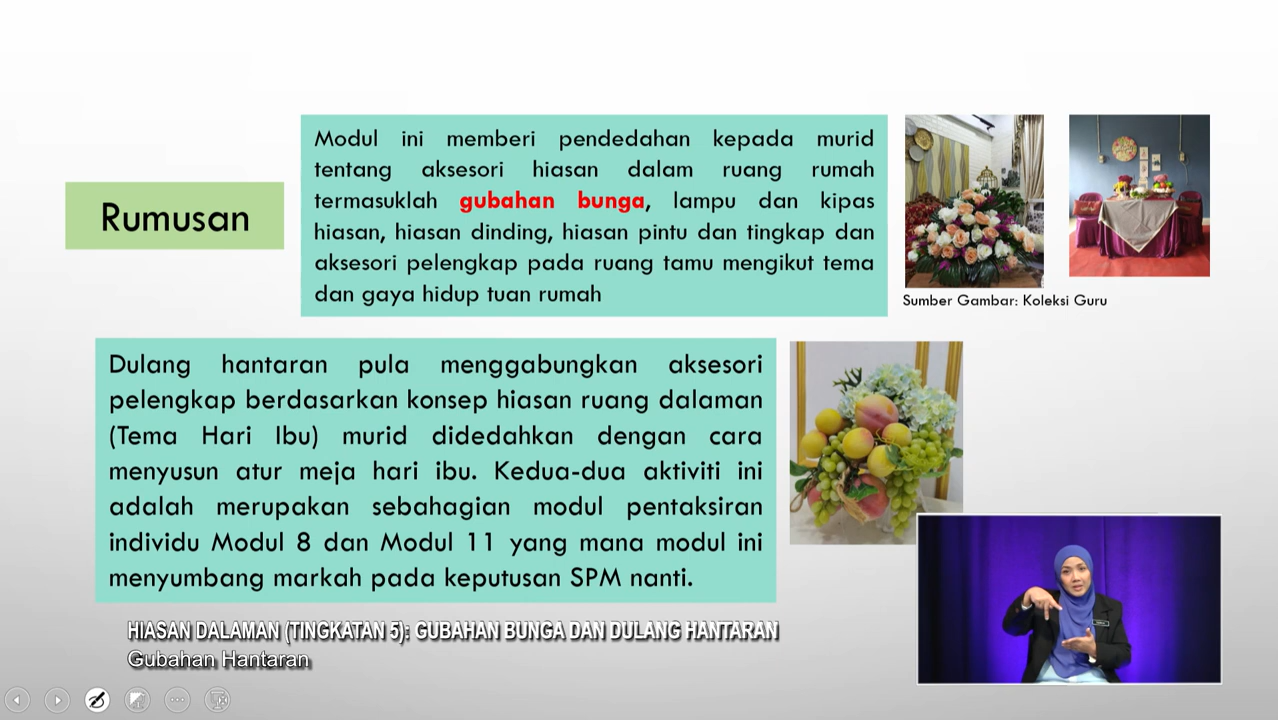 Rumusan
Modul ini memberi pendedahan kepada murid
tentang aksesori hiasan dalam ruang rumah
termasuklah gubahan bunga, lampu dan kipas
hiasan, hiasan dinding, hiasan pintu dan tingkap dan
aksesori pelengkap pada ruang tamu mengikut tema
dan gaya hidup tuan rumah
Sumber Gambar: Koleksi Guru
Dulang hantaran pula menggabungkan aksesori
pelengkap berdasarkan konsep hiasan ruang dalaman
(Tema Hari Ibu) murid didedahkan dengan cara
menyusun atur meja hari ibu. Kedua-dua aktiviti ini
adalah merupakan sebahagian modul pentaksiran
individu Modul 8 dan Modul 11 yang mana modul ini
menyumbang markah pada keputusan SPM nanti.
HIASAN DALAMAN (TINGKATAN 5): GUBAHAN BUNGA DAN DULANG HANTARAN
Gubahan Hantaran